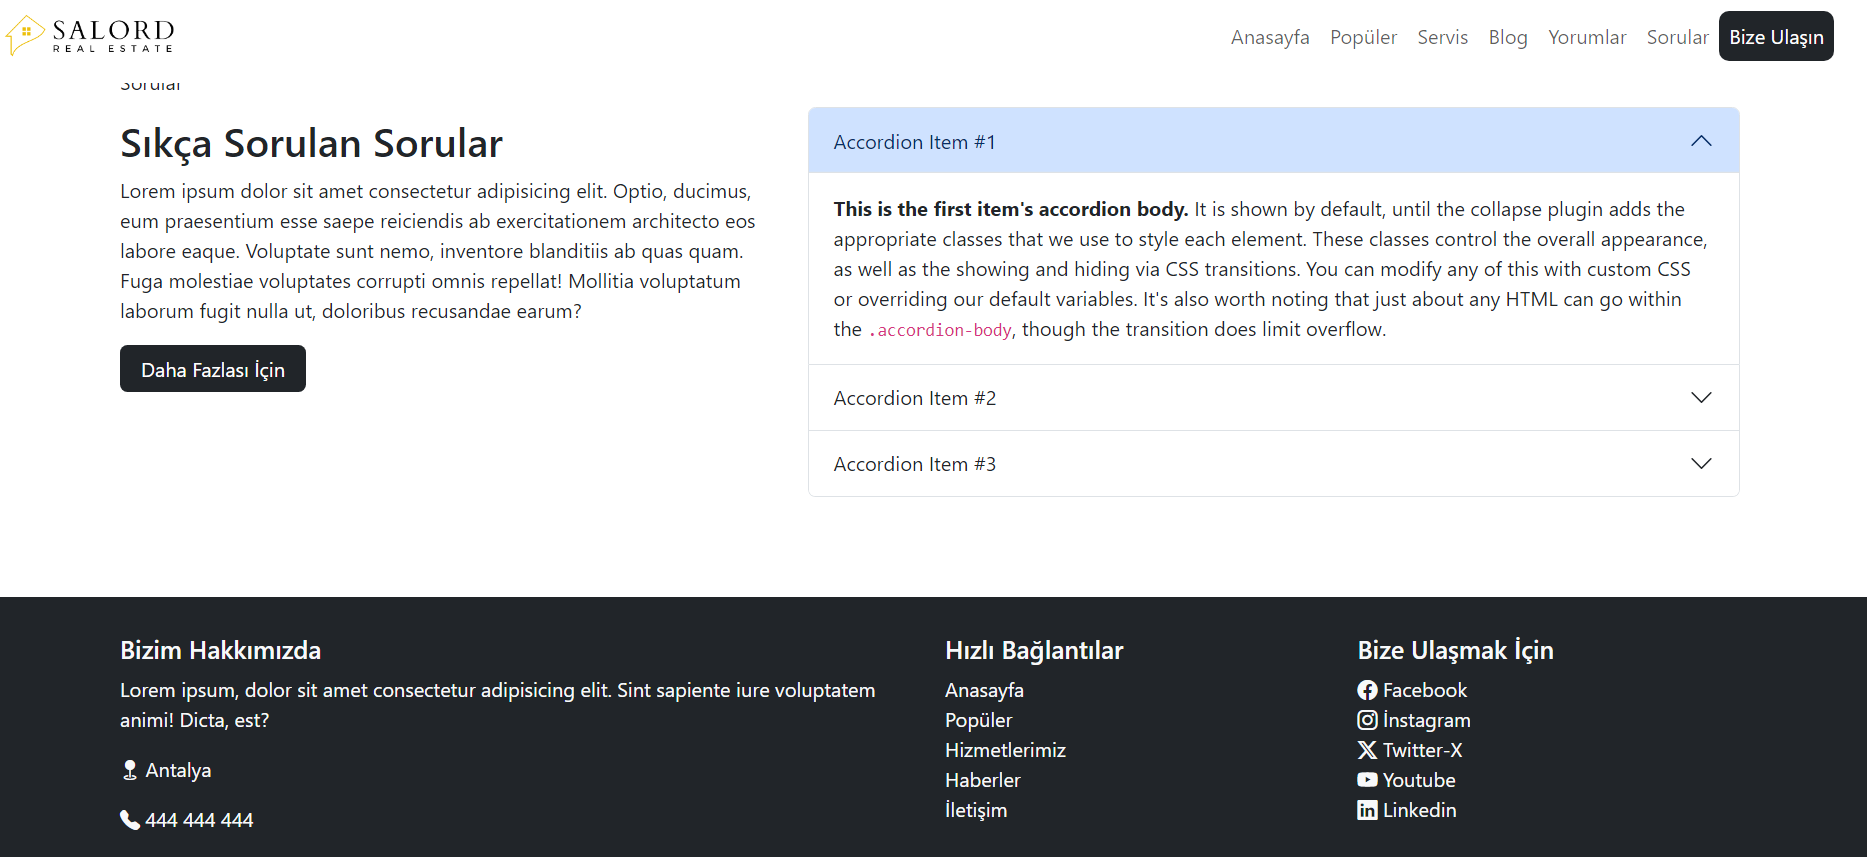 SALORD
REAL ESTATE
Anasayfa Popüler Servis Blog Yorumlar Sorular Bize Ulaşın
Sorular
Sıkça Sorulan Sorular
Lorem ipsum dolor sit amet consectetur adipisicing elit. Optio, ducimus,
eum praesentium esse saepe reiciendis ab exercitationem architecto eos
labore eaque. Voluptate sunt nemo, inventore blanditiis ab quas quam.
Fuga molestiae voluptates corrupti omnis repellat! Mollitia voluptatum
laborum fugit nulla ut, doloribus recusandae earum?
Daha Fazlası İçin
Accordion Item #1
This is the first item's accordion body. It is shown by default, until the collapse plugin adds the
appropriate classes that we use to style each element. These classes control the overall appearance,
as well as the showing and hiding via CSS transitions. You can modify any of this with custom CSS
or overriding our default variables. It's also worth noting that just about any HTML can go within
the .accordion-body, though the transition does limit overflow.
Accordion Item #2
Accordion Item #3
Bizim Hakkımızda
Lorem ipsum, dolor sit amet consectetur adipisicing elit. Sint sapiente iure voluptatem
animi! Dicta, est?
Antalya
444 444 444
Hızlı Bağlantılar
Anasayfa
Popüler
Hizmetlerimiz
Haberler
İletişim
Bize Ulaşmak İçin
Facebook
İnstagram
Twitter-X
Youtube
Linkedin